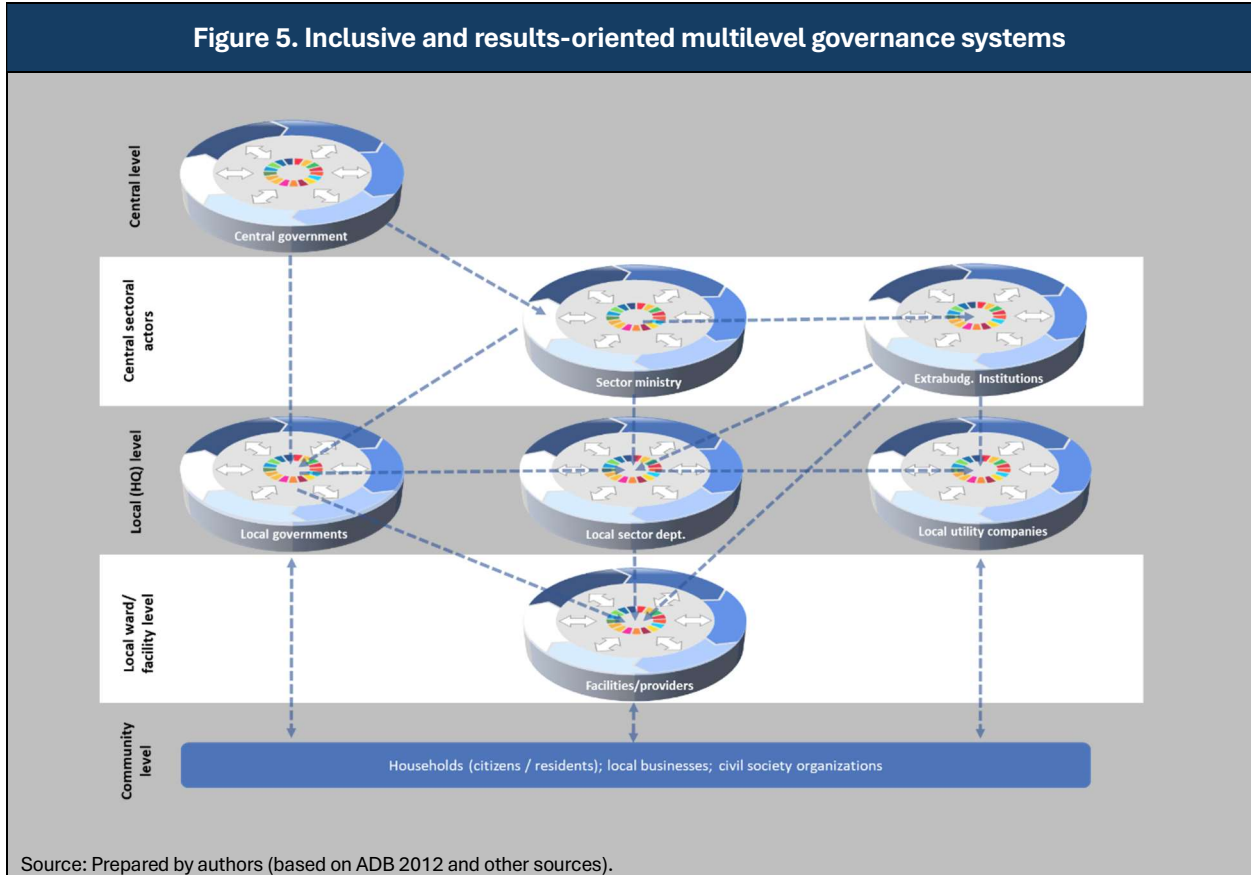 Figure 5. Inclusive and results-oriented multilevel governance systems
Central level
Central government
Central sectoral
actors
Sector ministry
Extrabudg. Institutions
Local (HQ) level
Local governments
Local sector dept.
Local utility companies
Local ward/
facility level
Facilities/providers
Community
level
Households (citizens / residents); local businesses; civil society organizations
Source: Prepared by authors (based on ADB 2012 and other sources).